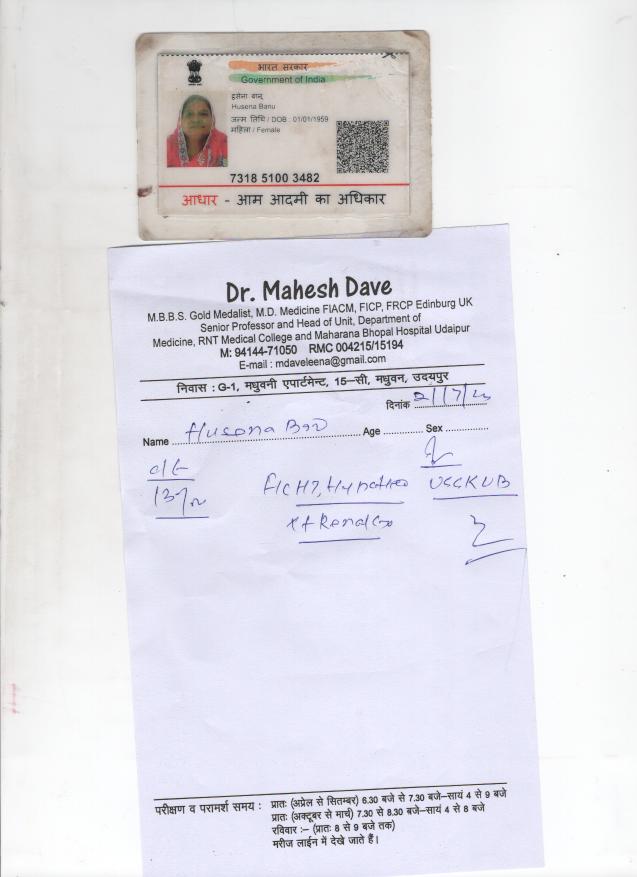 भारत सरकार
Government of India
हुसेना बानू
Husena Banu
जन्म तिथि / DOB : 01/01/1959
महिला / Female
7318 5100 3482
आधार - आम आदमी का अधिकार
Dr. Mahesh Dave
M.B.B.S. Gold Medalist, M.D. Medicine FIACM, FICP, FRCP Edinburg UK
Senior Professor and Head of Unit, Department of
Medicine, RNT Medical College and Maharana Bhopal Hospital Udaipur
M: 94144-71050 RMC 004215/15194
E-mail : mdaveleena@gmail.com
निवास : G-1, मधुवनी एपार्टमेन्ट, 15–सी, मधुवन, उदयपुर
दिनांक
Name Husena Age Sex
USG KUB
Renal
परीक्षण व परामर्श समय : प्रातः (अप्रेल से सितम्बर) 6.30 बजे से 7.30 बजे–सायं 4 से 9 बजे
प्रातः (अक्टूबर से मार्च) 7.30 से 8.30 बजे–सायं 4 से 8 बजे
रविवार :– (प्रातः 8 से 9 बजे तक)
मरीज लाईन में देखे जाते हैं।